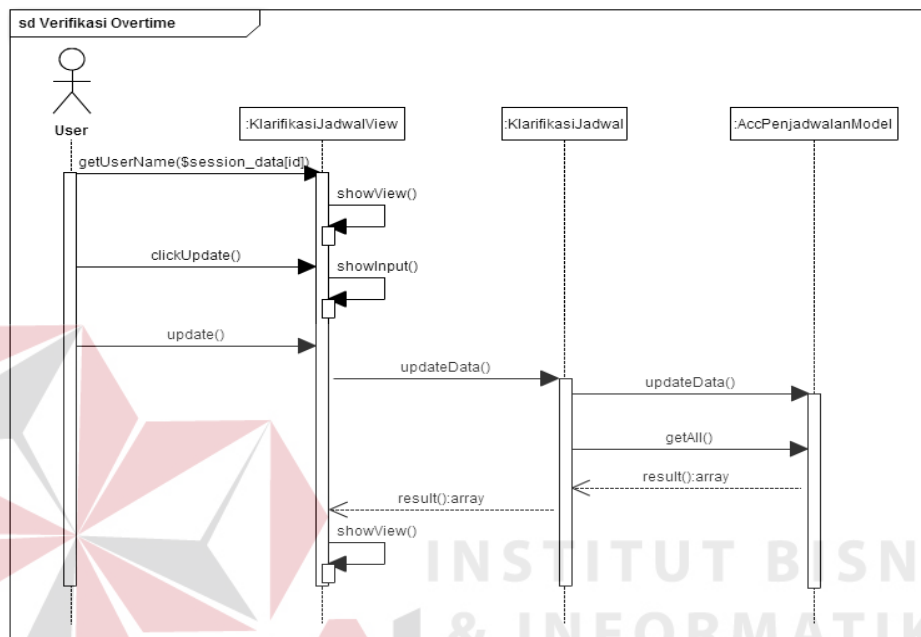 sd Verifikasi Overtime
User
:KlarifikasiJadwalView
:KlarifikasiJadwal
:AccPenjadwalanModel
getUserName($session_data[id])
showView()
clickUpdate()
showInput()
update()
updateData()
updateData()
getAll()
result():array
result():array
showView()
INSTITUT BISN
& INFORMATIK